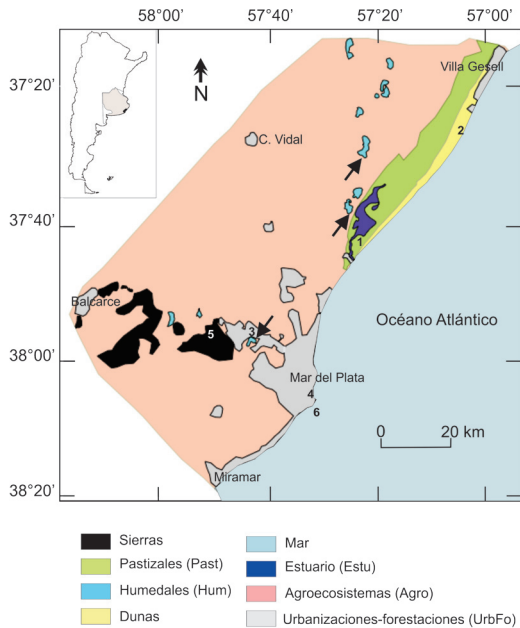 58°00' 57°40' 57°20' 57°00'
37°20'
37°40'
38°00'
38°20'
N
Villa Gesell
2
C. Vidal
1
Balcarce
5
3
Océano Atlántico
Mar del Plata
4
6
0 20 km
Miramar
Sierras
Pastizales (Past)
Humedales (Hum)
Dunas
Mar
Estuario (Estu)
Agroecosistemas (Agro)
Urbanizaciones-forestaciones (UrbFo)